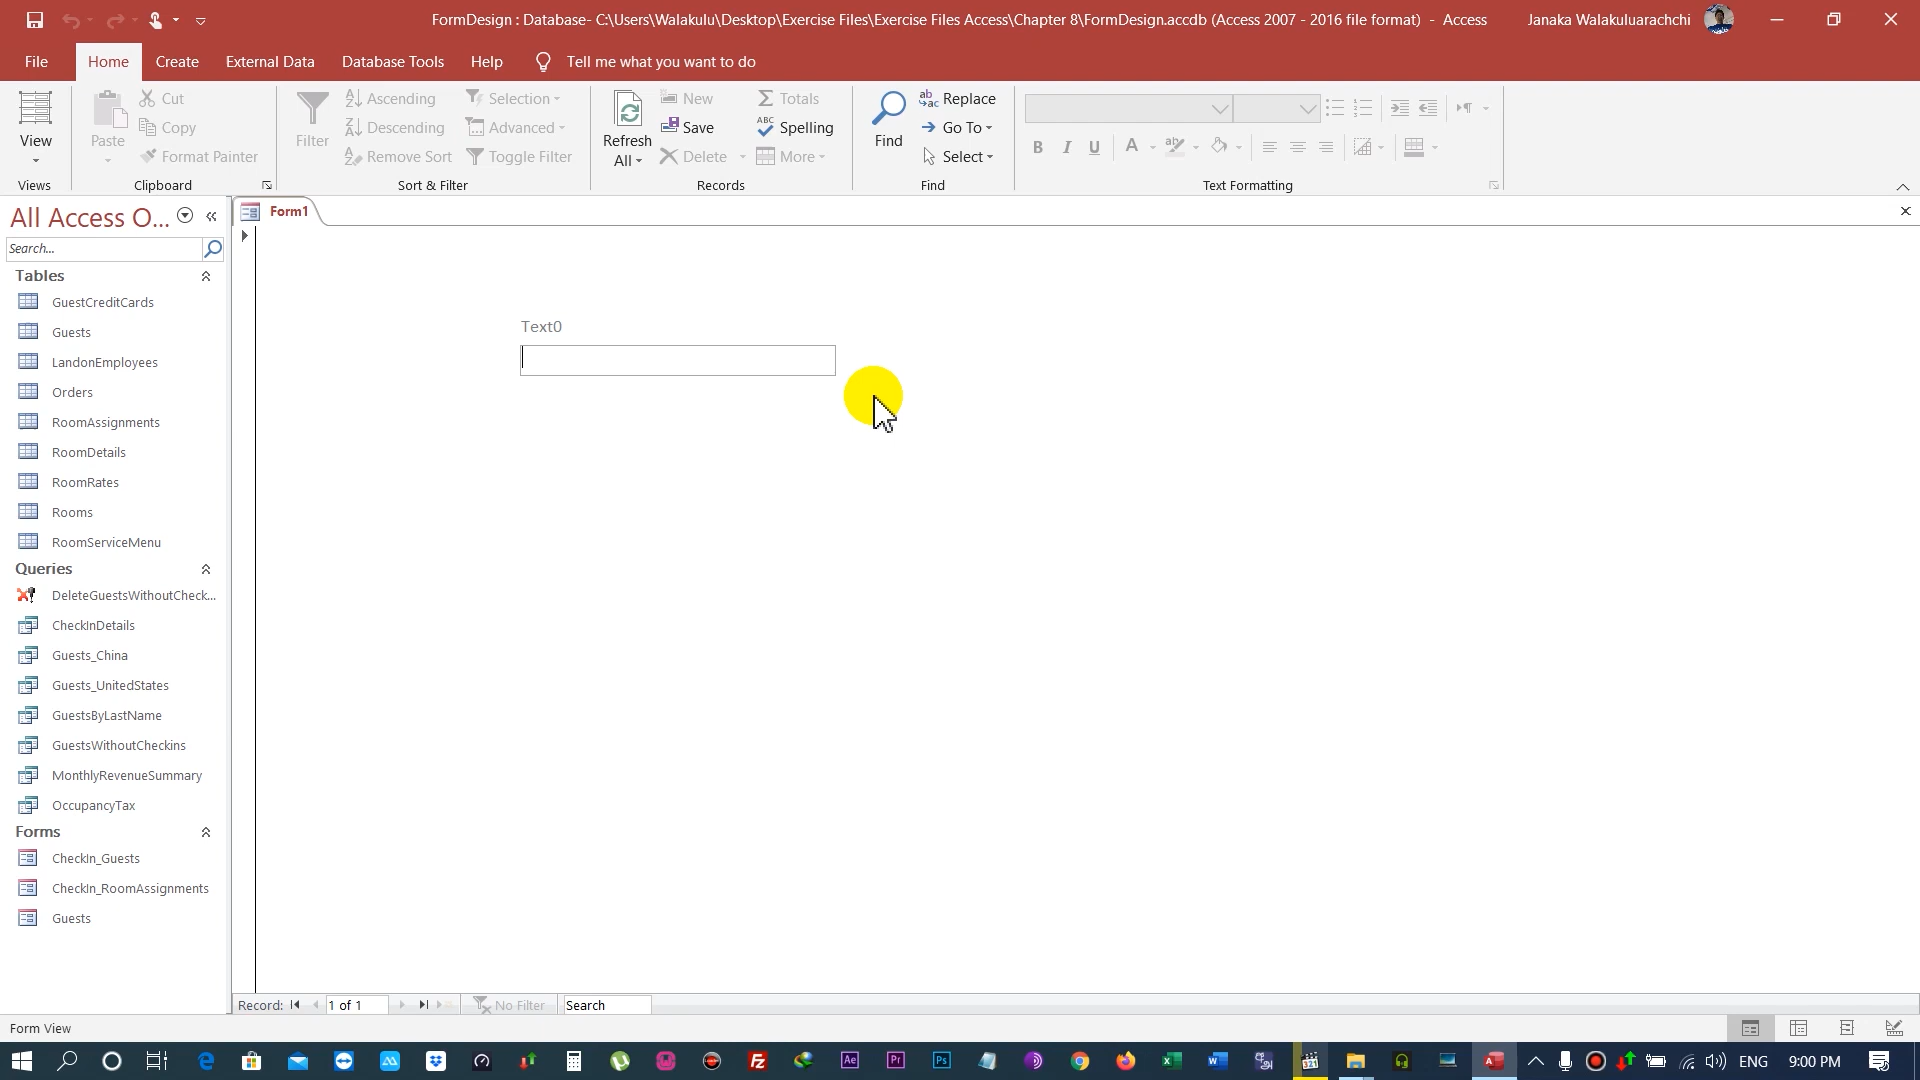 FormDesign : Database- C:\Users\Walakulu\Desktop\Exercise Files\Exercise Files Access\Chapter 8\FormDesign.accdb (Access 2007 - 2016 file format) - Access
Janaka Walakuluarachchi
File Home Create External Data Database Tools Help Tell me what you want to do
View
Views
Paste
Cut
Copy
Format Painter
Clipboard
Filter
Ascending
Descending
Remove Sort
Selection
Advanced
Toggle Filter
Sort & Filter
Refresh
All
New
Save
Delete
Totals
Spelling
More
Records
Find
Replace
Go To
Select
Find
B I U A
Text Formatting
All Access O...
Search...
Tables
GuestCreditCards
Guests
LandonEmployees
Orders
RoomAssignments
RoomDetails
RoomRates
Rooms
RoomServiceMenu
Queries
DeleteGuestsWithoutCheck...
CheckInDetails
Guests_China
Guests_UnitedStates
GuestsByLastName
GuestsWithoutCheckins
MonthlyRevenueSummary
OccupancyTax
Forms
CheckIn_Guests
CheckIn_RoomAssignments
Guests
Form1
Text0
Record: 1 of 1 No Filter Search
Form View
Ae Pr Ps 321 ENG 9:00 PM